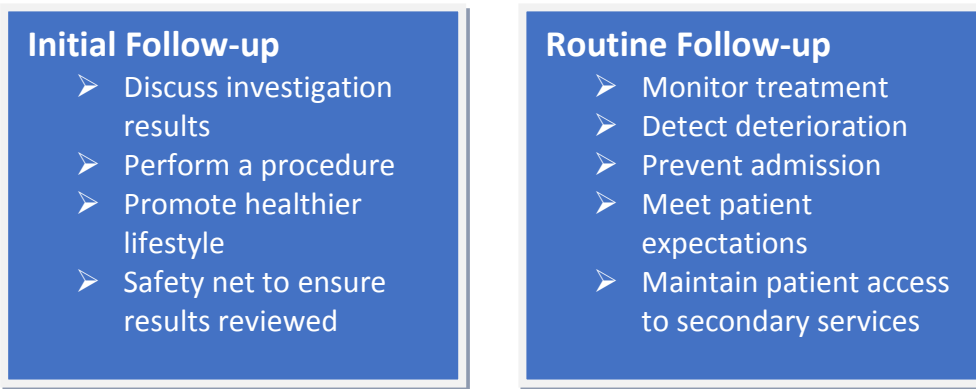 Initial Follow-up
➢ Discuss investigation
results
➢ Perform a procedure
➢ Promote healthier
lifestyle
➢ Safety net to ensure
results reviewed
Routine Follow-up
➢ Monitor treatment
➢ Detect deterioration
➢ Prevent admission
➢ Meet patient
expectations
➢ Maintain patient access
to secondary services